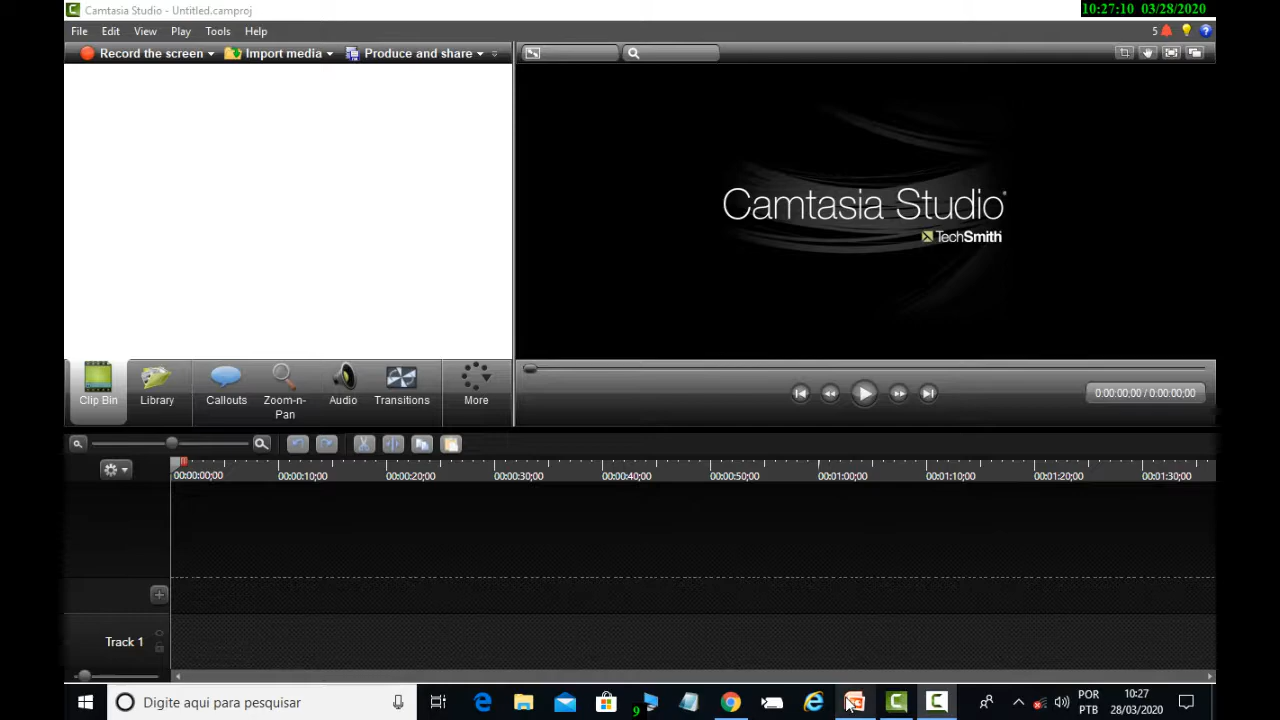 Camtasia Studio - Untitled.camproj
10:27:10 03/28/2020
File Edit View Play Tools Help
5
Record the screen Import media Produce and share
Camtasia Studio
TechSmith
Clip Bin Library Callouts Zoom-n-Pan Audio Transitions More
0:00:00;00 / 0:00:00;00
00:00:00;00 00:00:10;00 00:00:20;00 00:00:30;00 00:00:40;00 00:00:50;00 00:01:00;00 00:01:10;00 00:01:20;00 00:01:30;00
Track 1
Digite aqui para pesquisar
9
POR 10:27
PTB 28/03/2020